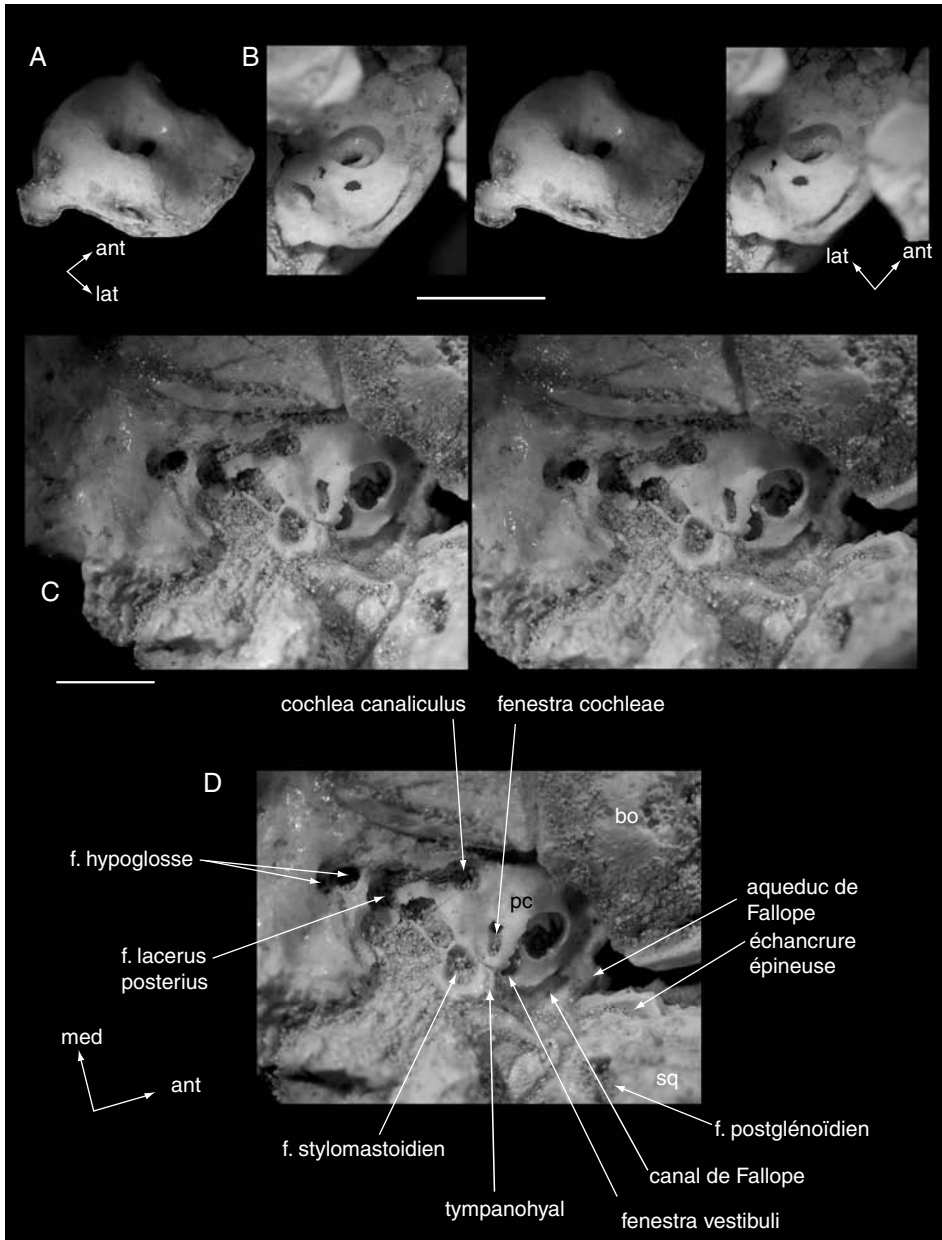 A
B
ant
lat
lat
ant
C
cochlea canaliculus
fenestra cochleae
D
bo
f. hypoglosse
pc
aqueduc de
Fallope
f. lacerus
posterius
échancrure
épineuse
med
ant
sq
f. stylomastoidien
f. postglénoïdien
tympanohyal
canal de Fallope
fenestra vestibuli